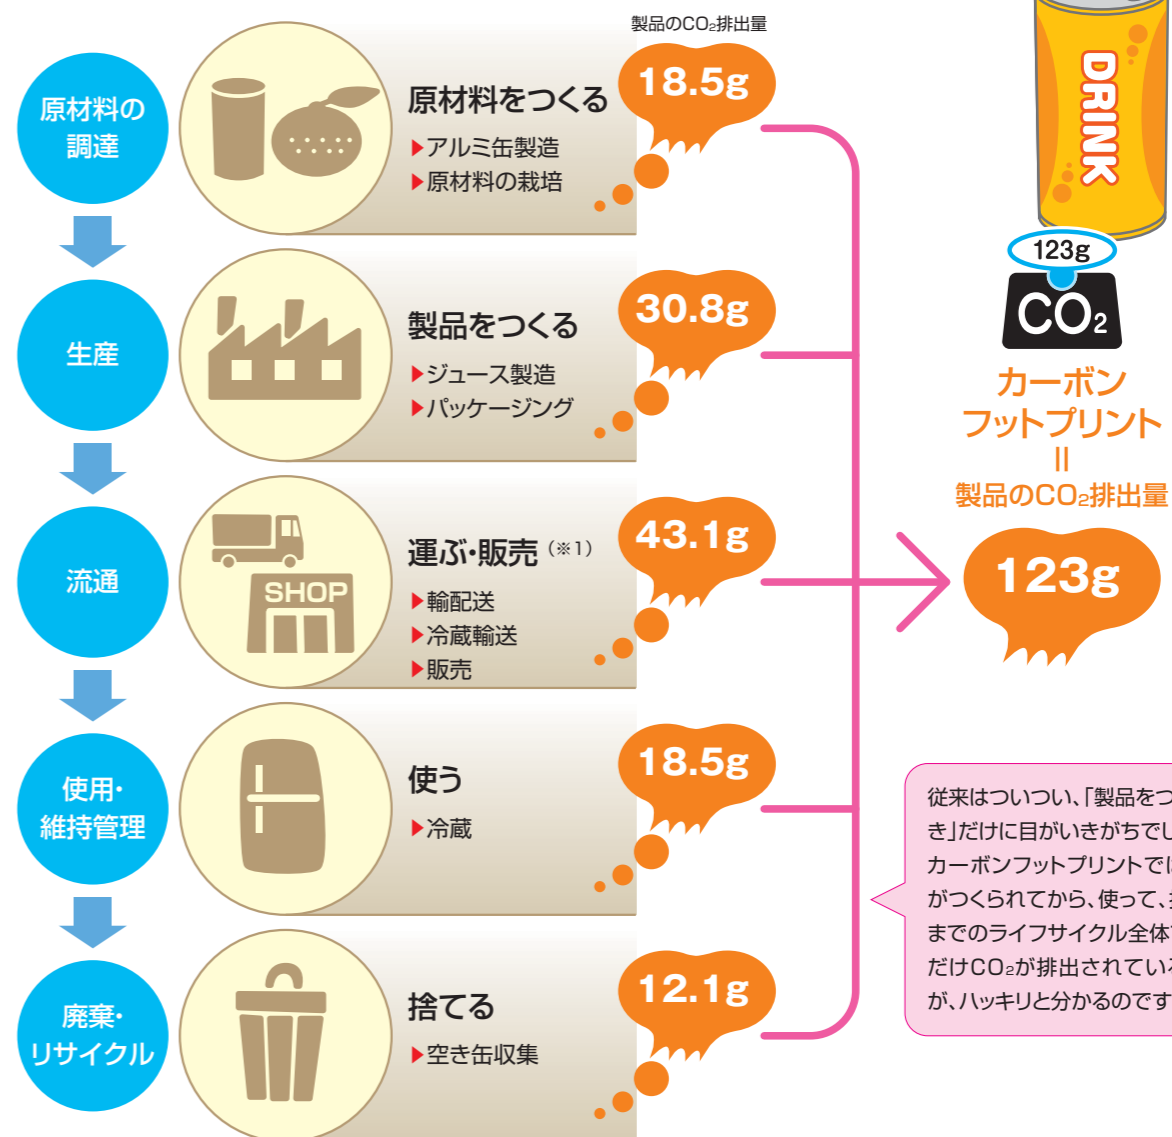 製品のCO₂排出量
原材料の
調達
原材料をつくる
▶アルミ缶製造
▶原材料の栽培
18.5g
生産
製品をつくる
▶ジュース製造
▶パッケージング
30.8g
流通
SHOP
運ぶ・販売(※1)
▶輸配送
▶冷蔵輸送
▶販売
43.1g
使用・
維持管理
使う
▶冷蔵
18.5g
廃棄・
リサイクル
捨てる
▶空き缶収集
12.1g
DRINK
123g
CO₂
カーボン
フットプリント
=
製品のCO₂排出量
123g
従来はついつい、「製品をつ
き」だけに目がいきがちでし
カーボンフットプリントでは
がつくられてから、使って、
までのライフサイクル全体
だけCO₂が排出されている
が、ハッキリと分かるのです